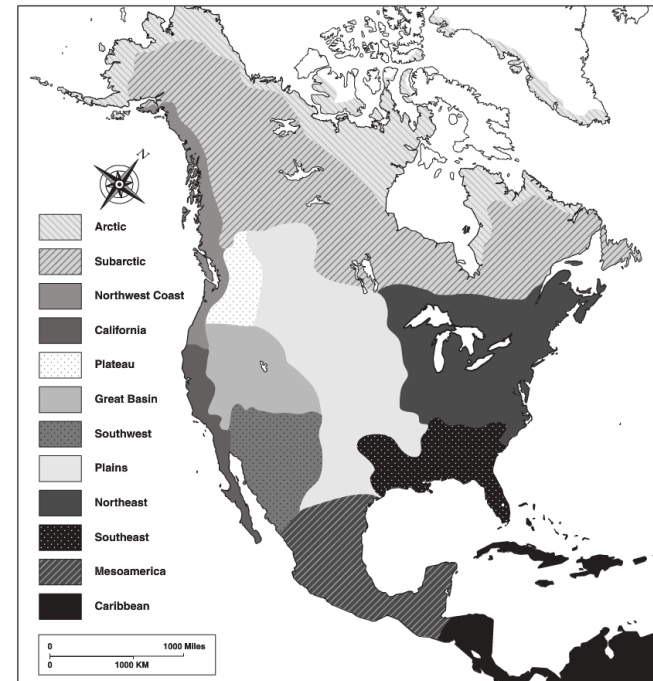 N
Arctic
Subarctic
Northwest Coast
California
Plateau
Great Basin
Southwest
Plains
Northeast
Southeast
Mesoamerica
Caribbean
0 1000 Miles
0 1000 KM